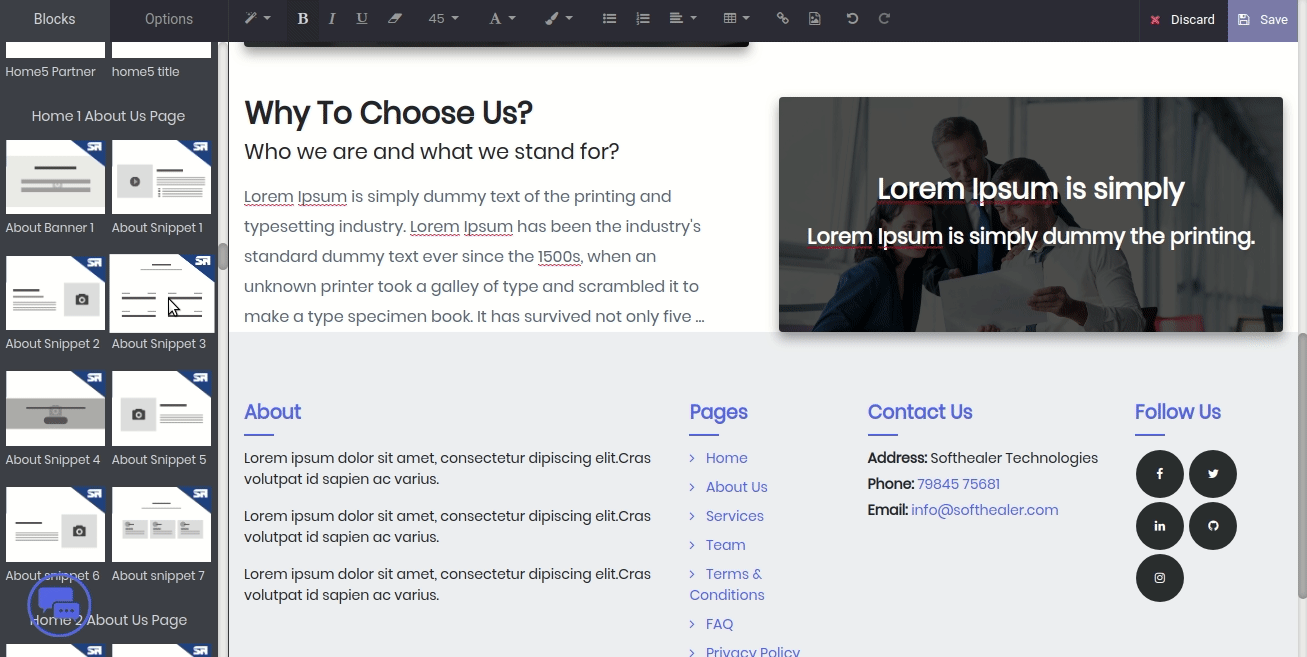 Blocks Options B I U 45 A Discard Save
Home5 Partner home5 title
Home 1 About Us Page
About Banner 1 About Snippet 1
About Snippet 2 About Snippet 3
About Snippet 4 About Snippet 5
About snippet 6 About snippet 7
Home 2 About Us Page
Why To Choose Us?
Who we are and what we stand for?
Lorem Ipsum is simply dummy text of the printing and
typesetting industry. Lorem Ipsum has been the industry's
standard dummy text ever since the 1500s, when an
unknown printer took a galley of type and scrambled it to
make a type specimen book. It has survived not only five ...
Lorem Ipsum is simply
Lorem Ipsum is simply dummy the printing.
About
Lorem ipsum dolor sit amet, consectetur dipiscing elit.Cras
volutpat id sapien ac varius.
Lorem ipsum dolor sit amet, consectetur dipiscing elit.Cras
volutpat id sapien ac varius.
Lorem ipsum dolor sit amet, consectetur dipiscing elit.Cras
volutpat id sapien ac varius.
Pages
Home
About Us
Services
Team
Terms &
Conditions
FAQ
Privacy Policy
Contact Us
Address: Softhealer Technologies
Phone: 79845 75681
Email: info@softhealer.com
Follow Us